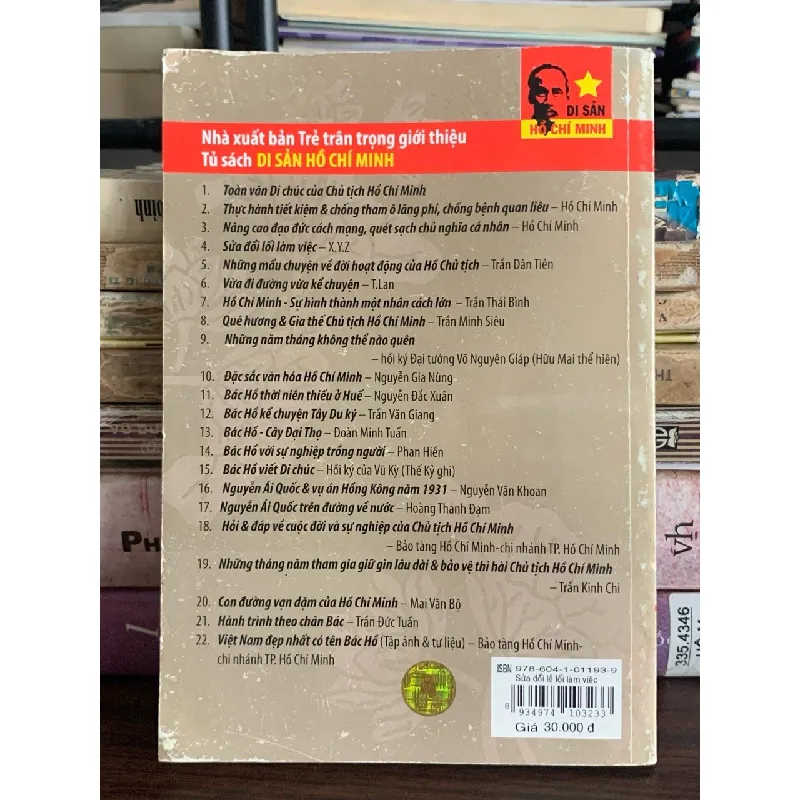 DI SẢN
HỒ CHÍ MINH
Nhà xuất bản Trẻ trân trọng giới thiệu
Tủ sách DI SẢN HỒ CHÍ MINH
1. Toàn văn Di chúc của Chủ tịch Hồ Chí Minh
2. Thực hành tiết kiệm & chống tham ô lãng phí, chống bệnh quan liêu – Hồ Chí Minh
3. Nâng cao đạo đức cách mạng, quét sạch chủ nghĩa cá nhân – Hồ Chí Minh
4. Sửa đổi lối làm việc – X.Y.Z
5. Những mẩu chuyện về đời hoạt động của Hồ Chủ tịch – Trần Dân Tiên
6. Vừa đi đường vừa kể chuyện – T.Lan
7. Hồ Chí Minh - Sự hình thành một nhân cách lớn – Trần Thái Bình
8. Quê hương & Gia thế Chủ tịch Hồ Chí Minh – Trần Minh Siêu
9. Những năm tháng không thể nào quên
– hồi ký Đại tướng Võ Nguyên Giáp (Hữu Mai thể hiện)
10. Đặc sắc văn hóa Hồ Chí Minh – Nguyễn Gia Nùng
11. Bác Hồ thời niên thiếu ở Huế – Nguyễn Đắc Xuân
12. Bác Hồ kể chuyện Tây Du ký – Trần Văn Giang
13. Bác Hồ - Cây Đại Thọ – Đoàn Minh Tuấn
14. Bác Hồ với sự nghiệp trồng người – Phan Hiền
15. Bác Hồ viết Di chúc – Hồi ký của Vũ Kỳ (Thế Kỷ ghi)
16. Nguyễn Ái Quốc & vụ án Hồng Kông năm 1931 – Nguyễn Văn Khoan
17. Nguyễn Ái Quốc trên đường về nước – Hoàng Thanh Đạm
18. Hỏi & đáp về cuộc đời và sự nghiệp của Chủ tịch Hồ Chí Minh
– Bảo tàng Hồ Chí Minh-chi nhánh TP. Hồ Chí Minh
19. Những tháng năm tham gia giữ gìn lâu dài & bảo vệ thi hài Chủ tịch Hồ Chí Minh
– Trần Kinh Chi
20. Con đường vạn dặm của Hồ Chí Minh – Mai Văn Bộ
21. Hành trình theo chân Bác – Trần Đức Tuấn
22. Việt Nam đẹp nhất có tên Bác Hồ (Tập ảnh & tư liệu) – Bảo tàng Hồ Chí Minh-
chi nhánh TP. Hồ Chí Minh
ISBN 978-604-1-01193-9
Sửa đổi lề lối làm việc
8 934974 103233
Giá 30.000 đ
335.4346